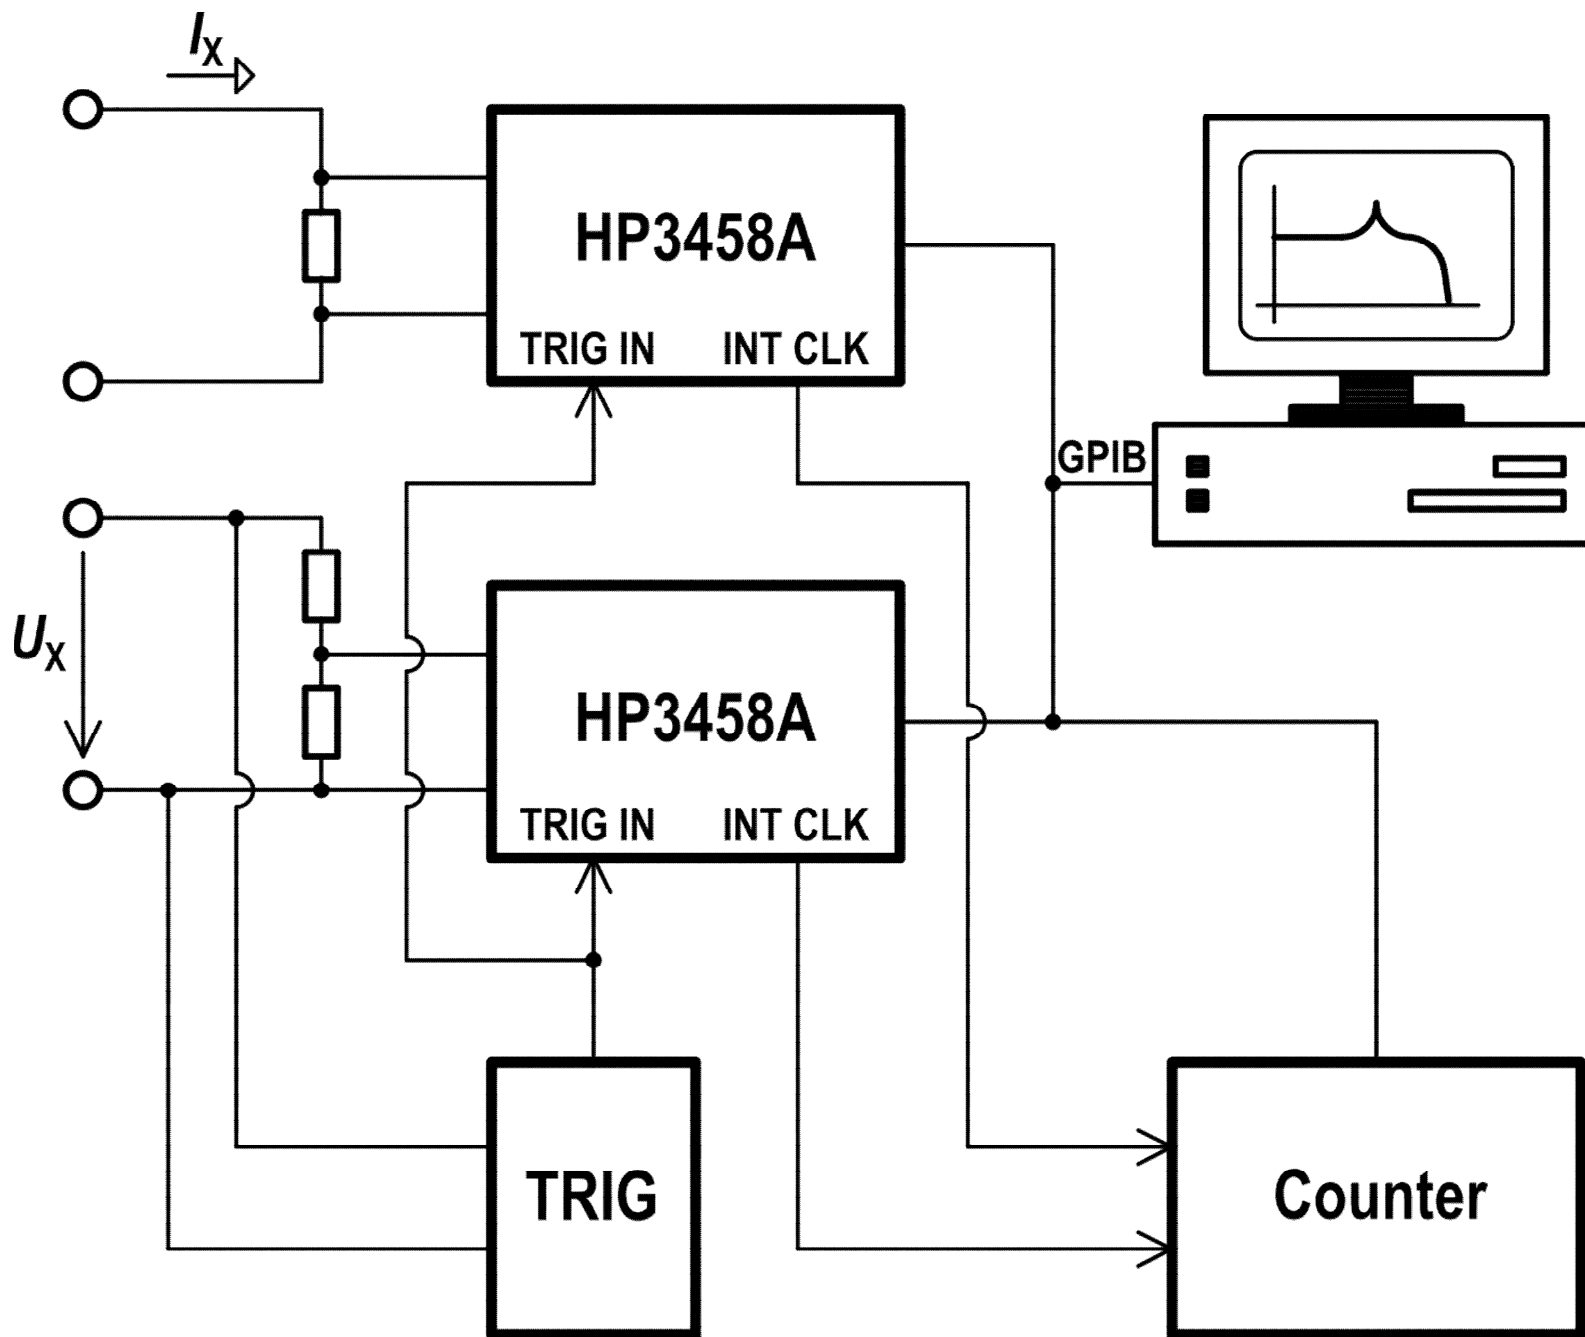 IX
HP3458A
TRIG IN INT CLK
GPIB
UX
HP3458A
TRIG IN INT CLK
TRIG
Counter